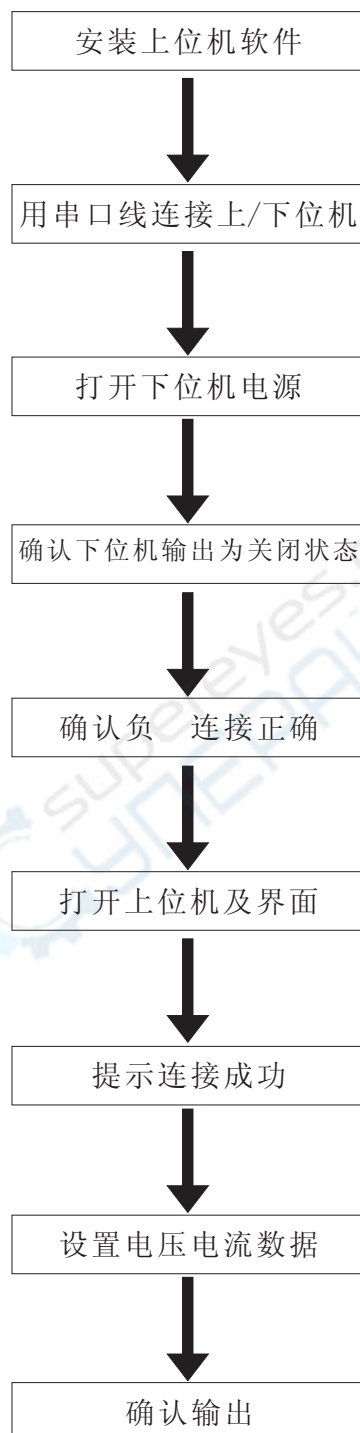 安装上位机软件
用串口线连接上/下位机
打开下位机电源
确认下位机输出为关闭状态
确认负 连接正确
打开上位机及界面
提示连接成功
设置电压电流数据
确认输出